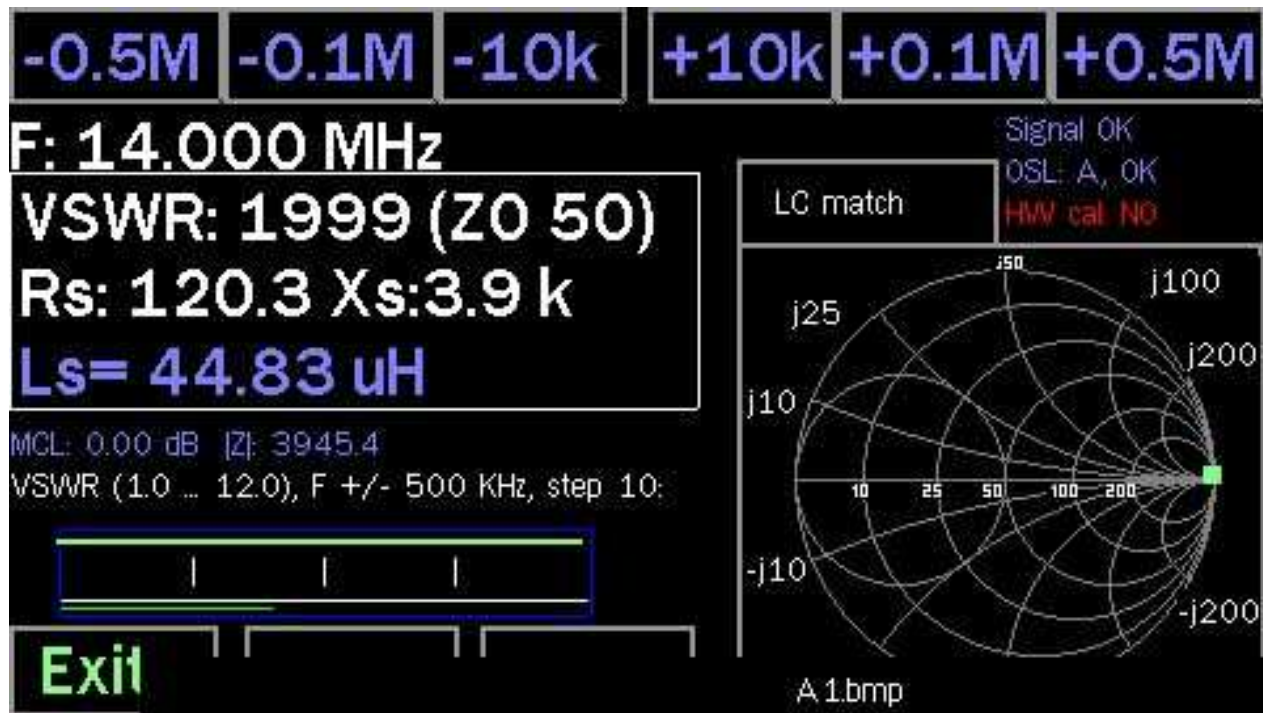 -0.5M -0.1M -10k +10k +0.1M +0.5M
F: 14.000 MHz
Signal OK
OSL: A, OK
HW cal: NO
VSWR: 1999 (Z0 50)
Rs: 120.3 Xs:3.9 k
Ls= 44.83 uH
MCL: 0.00 dB |Z|: 3945.4
VSWR (1.0 ... 12.0), F +/- 500 KHz, step 10:
LC match
j50
j100
j25
j200
j10
10 25 50 100 200
-j10
-j200
Exit
A 1.bmp